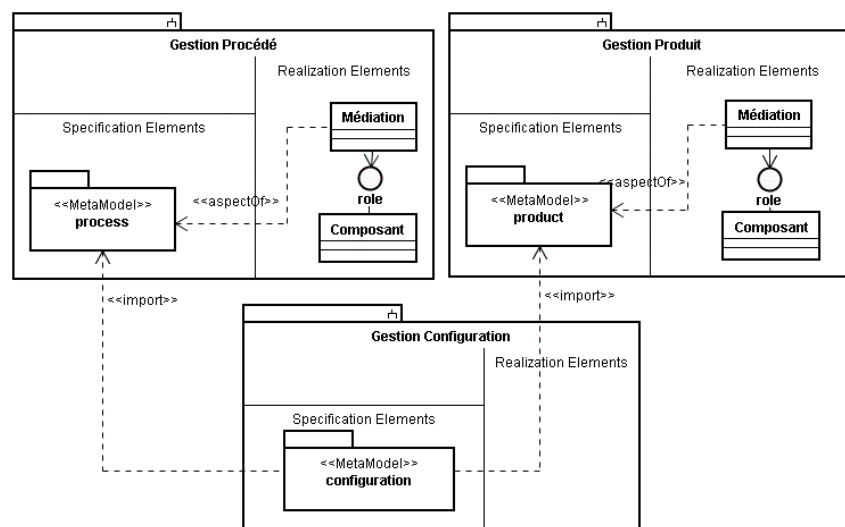 Gestion Procédé
Realization Elements
Specification Elements
Médiation
<<MetaModel>>
process
<<aspectOf>>
role
Composant
Gestion Produit
Realization Elements
Specification Elements
Médiation
<<MetaModel>>
product
<<aspectOf>>
role
Composant
<<import>>
<<import>>
Gestion Configuration
Realization Elements
Specification Elements
<<MetaModel>>
configuration